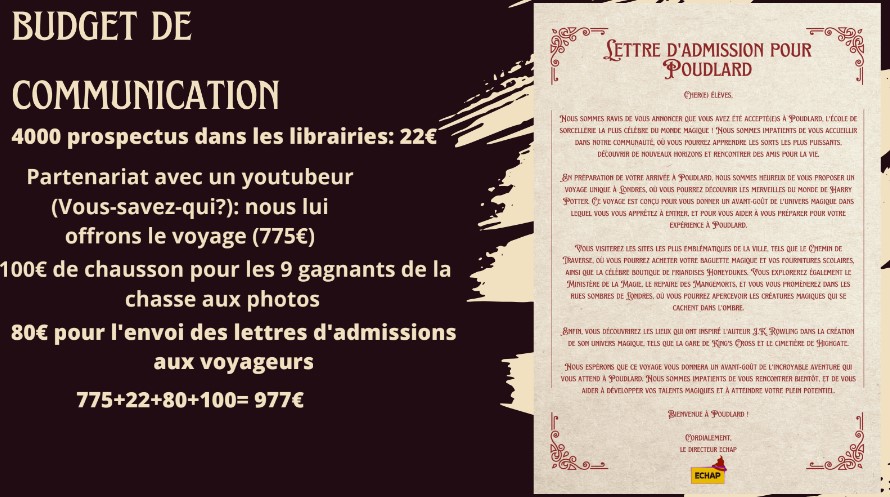 BUDGET DE
COMMUNICATION
4000 prospectus dans les librairies: 22€
Partenariat avec un youtubeur
(Vous-savez-qui?): nous lui
offrons le voyage (775€)
100€ de chausson pour les 9 gagnants de la
chasse aux photos
80€ pour l'envoi des lettres d'admissions
aux voyageurs
775+22+80+100= 977€
LETTRE D'ADMISSION POUR
POUDLARD
CHER(E) ÉLÈVES,
NOUS SOMMES RAVIS DE VOUS ANNONCER QUE VOUS AVEZ ÉTÉ ACCEPTÉ(E)S À POUDLARD, L'ÉCOLE DE
SORCELLERIE LA PLUS CÉLÈBRE DU MONDE MAGIQUE ! NOUS SOMMES IMPATIENTS DE VOUS ACCUEILLIR
DANS NOTRE COMMUNAUTÉ, OÙ VOUS POURREZ APPRENDRE LES SORTS LES PLUS PUISSANTS,
DÉCOUVRIR DE NOUVEAUX HORIZONS ET RENCONTRER DES AMIS POUR LA VIE.
EN PRÉPARATION DE VOTRE ARRIVÉE À POUDLARD, NOUS SOMMES HEUREUX DE VOUS PROPOSER UN
VOYAGE UNIQUE À LONDRES, OÙ VOUS POURREZ DÉCOUVRIR LES MERVEILLES DU MONDE DE HARRY
POTTER. CE VOYAGE EST CONÇU POUR VOUS DONNER UN AVANT-GOÛT DE L'UNIVERS MAGIQUE DANS
LEQUEL VOUS VOUS APPRÊTEZ À ENTRER, ET POUR VOUS AIDER À VOUS PRÉPARER POUR VOTRE
EXPÉRIENCE À POUDLARD.
VOUS VISITEREZ LES SITES LES PLUS EMBLÉMATIQUES DE LA VILLE, TELS QUE LE CHEMIN DE
TRAVERSE, OÙ VOUS POURREZ ACHETER VOTRE BAGUETTE MAGIQUE ET VOS FOURNITURES SCOLAIRES,
AINSI QUE LA CÉLÈBRE BOUTIQUE DE FRIANDISES HONEYDUKES. VOUS EXPLOREREZ ÉGALEMENT LE
MINISTÈRE DE LA MAGIE, LE REPAIRE DES MANGEMORTS, ET VOUS VOUS PROMÈNEREZ DANS LES
RUES SOMBRES DE LONDRES, OÙ VOUS POURREZ APERCEVOIR LES CRÉATURES MAGIQUES QUI SE
CACHENT DANS L'OMBRE.
ENFIN, VOUS DÉCOUVRIREZ LES LIEUX QUI ONT INSPIRÉ L'AUTEUR J.K. ROWLING DANS LA CRÉATION
DE SON UNIVERS MAGIQUE, TELS QUE LA GARE DE KING'S CROSS ET LE CIMETIÈRE DE HIGHGATE.
NOUS ESPÉRONS QUE CE VOYAGE VOUS DONNERA UN AVANT-GOÛT DE L'INCROYABLE AVENTURE QUI
VOUS ATTEND À POUDLARD. NOUS SOMMES IMPATIENTS DE VOUS RENCONTRER BIENTÔT, ET DE VOUS
AIDER À DÉVELOPPER VOS TALENTS MAGIQUES ET À ATTEINDRE VOTRE PLEIN POTENTIEL.
BIENVENUE À POUDLARD !
CORDIALEMENT,
LE DIRECTEUR ECHAP
ECHAP